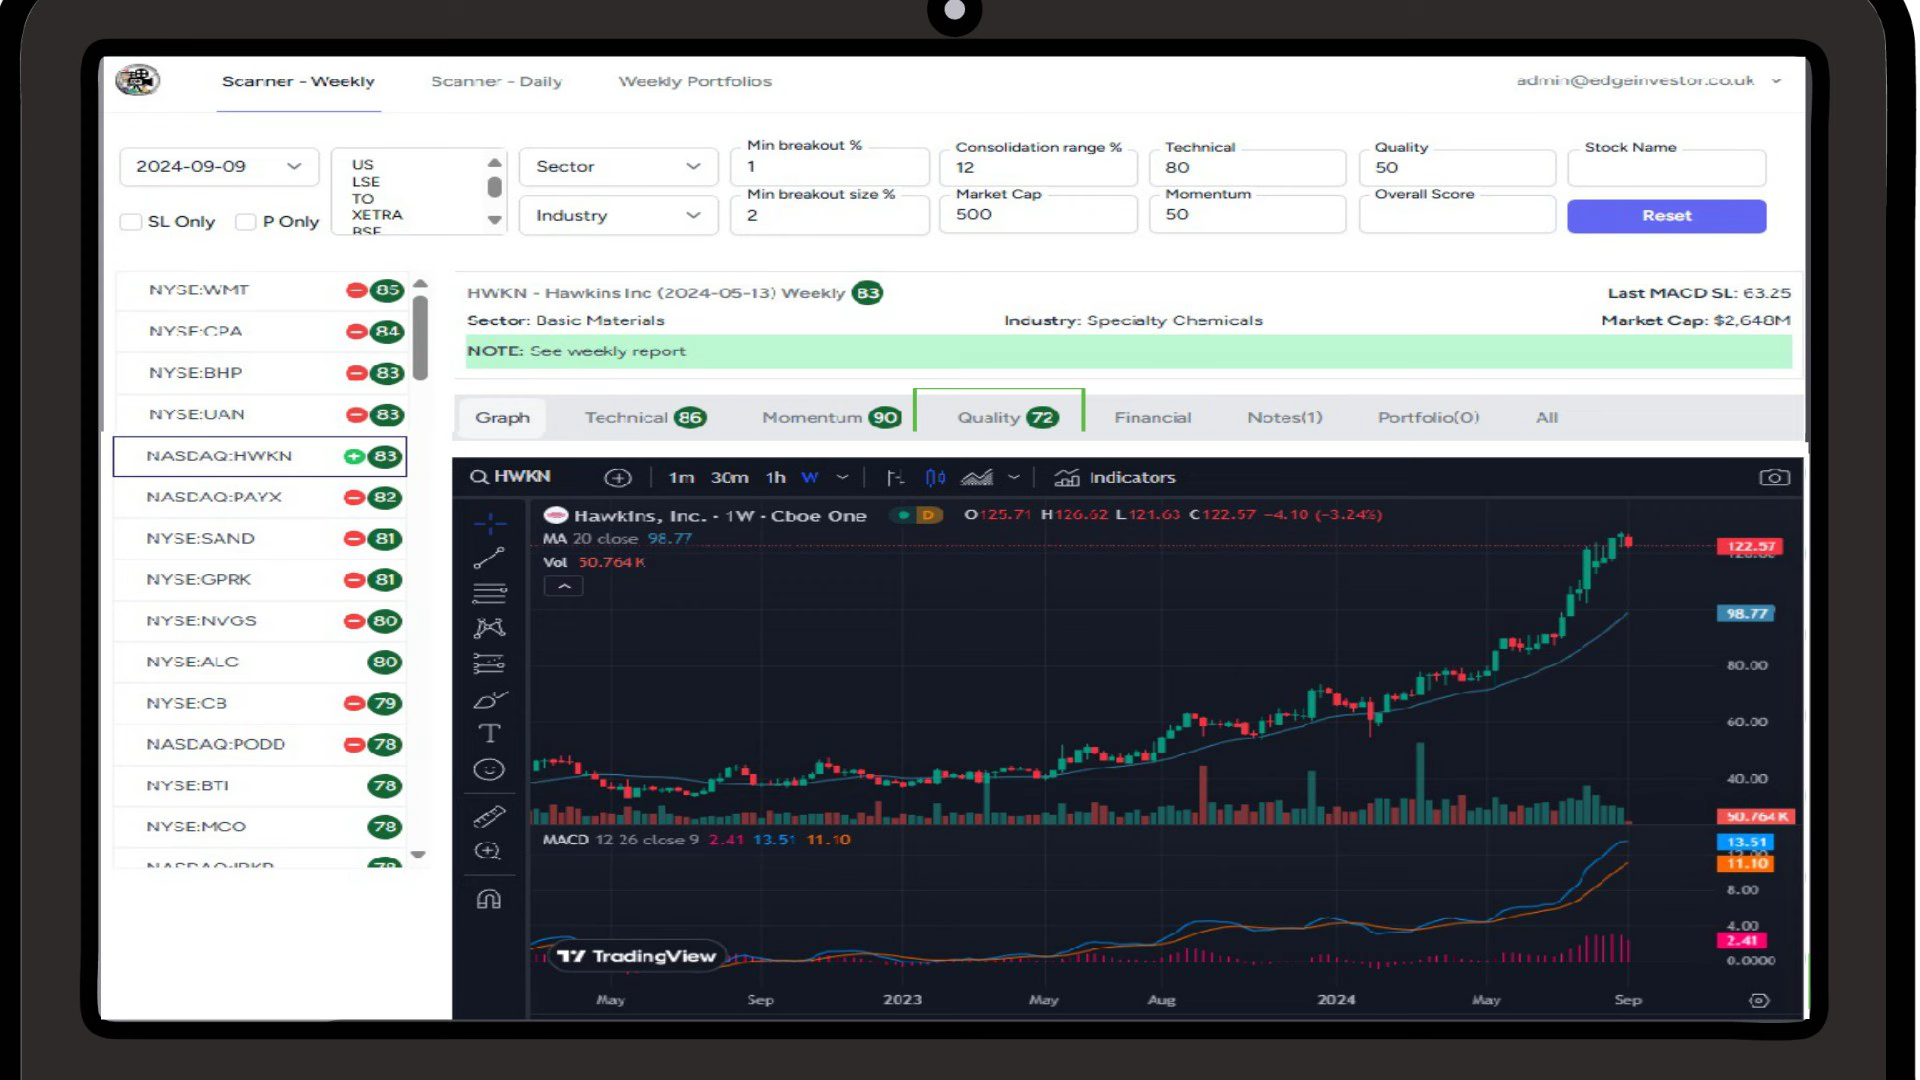 Scanner - Weekly
Scanner - Daily
Weekly Portfolios
admin@edgeinvestor.co.uk
2024-09-09
US
LSE
TO
XETRA
BSE
Sector
Industry
Min breakout %
1
Min breakout size %
2
Consolidation range %
12
Market Cap
500
Technical
80
Momentum
50
Quality
50
Overall Score
Stock Name
Reset
SL Only
P Only
NYSE:WMT 85
NYSE:CPA 84
NYSE:BHP 83
NYSE:UAN 83
NASDAQ:HWKN 83
NASDAQ:PAYX 82
NYSE:SAND 81
NYSE:GPRK 81
NYSE:NVGS 80
NYSE:ALC 80
NYSE:CB 79
NASDAQ:PODD 78
NYSE:BTI 78
NYSE:MCO 78
HWKN - Hawkins Inc (2024-05-13) Weekly 83
Last MACD SL: 63.25
Sector: Basic Materials
Industry: Specialty Chemicals
Market Cap: $2,648M
NOTE: See weekly report
Graph
Technical 86
Momentum 90
Quality 72
Financial
Notes(1)
Portfolio(0)
All
HWKN
1m 30m 1h W
Indicators
Hawkins, Inc. · 1W · Cboe One D O125.71 H126.62 L121.63 C122.57 −4.10 (−3.24%)
MA 20 close 98.77
Vol 50.764K
122.57
98.77
80.00
60.00
40.00
50.764K
MACD 12 26 close 9 2.41 13.51 11.10
13.51
11.10
8.00
4.00
2.41
0.0000
TradingView
May Sep 2023 May Aug 2024 May Sep